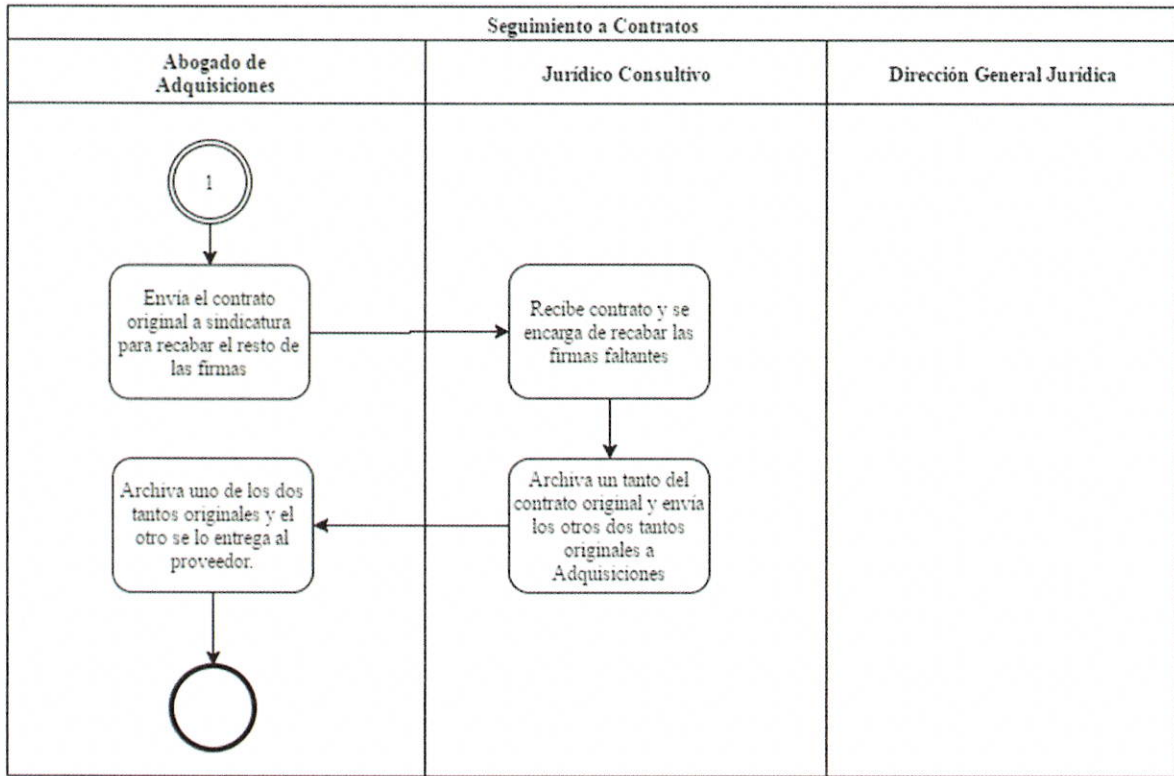 Seguimiento a Contratos
Abogado de
Adquisiciones
Jurídico Consultivo
Dirección General Jurídica
1
Envía el contrato
original a sindicatura
para recabar el resto de
las firmas
Recibe contrato y se
encarga de recabar las
firmas faltantes
Archiva un tanto del
contrato original y envía
los otros dos tantos
originales a
Adquisiciones
Archiva uno de los dos
tantos originales y el
otro se lo entrega al
proveedor.